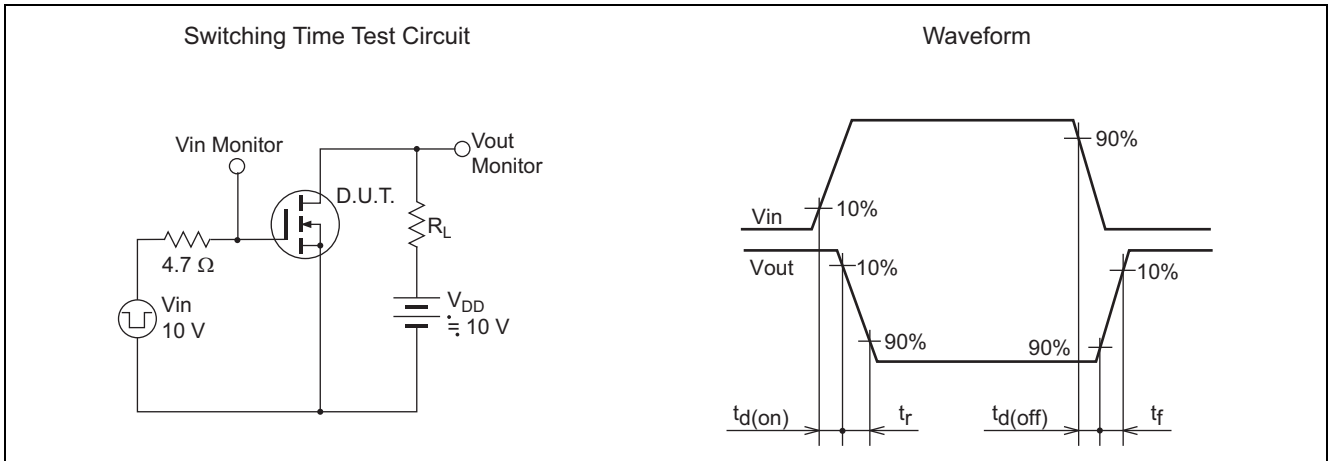 Switching Time Test Circuit
Vin Monitor
Vout
Monitor
D.U.T.
RL
4.7 Ω
Vin
10 V
VDD
≒ 10 V
Waveform
90%
Vin
10%
Vout
10%
10%
90%
90%
td(on)
tr
td(off)
tf